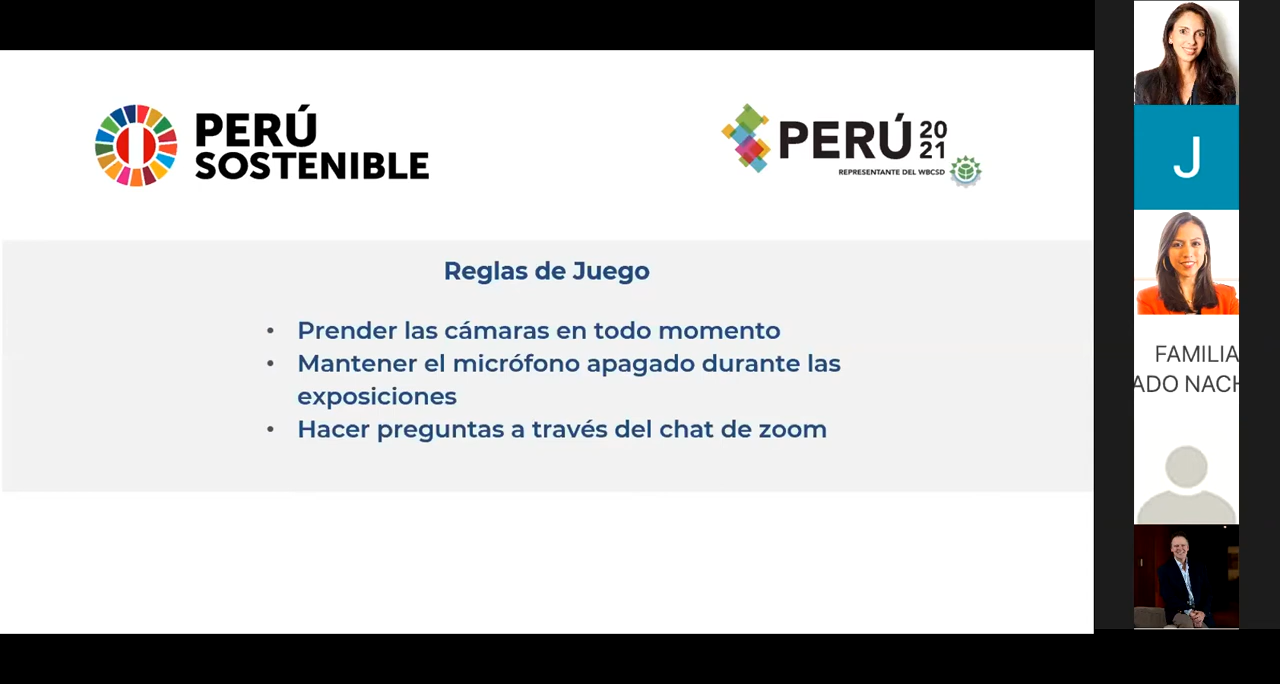 PERÚ
SOSTENIBLE
PERÚ 20
21
REPRESENTANTE DEL WBCSD
Reglas de Juego
• Prender las cámaras en todo momento
• Mantener el micrófono apagado durante las
exposiciones
• Hacer preguntas a través del chat de zoom
J
FAMILIA
ADO NACH